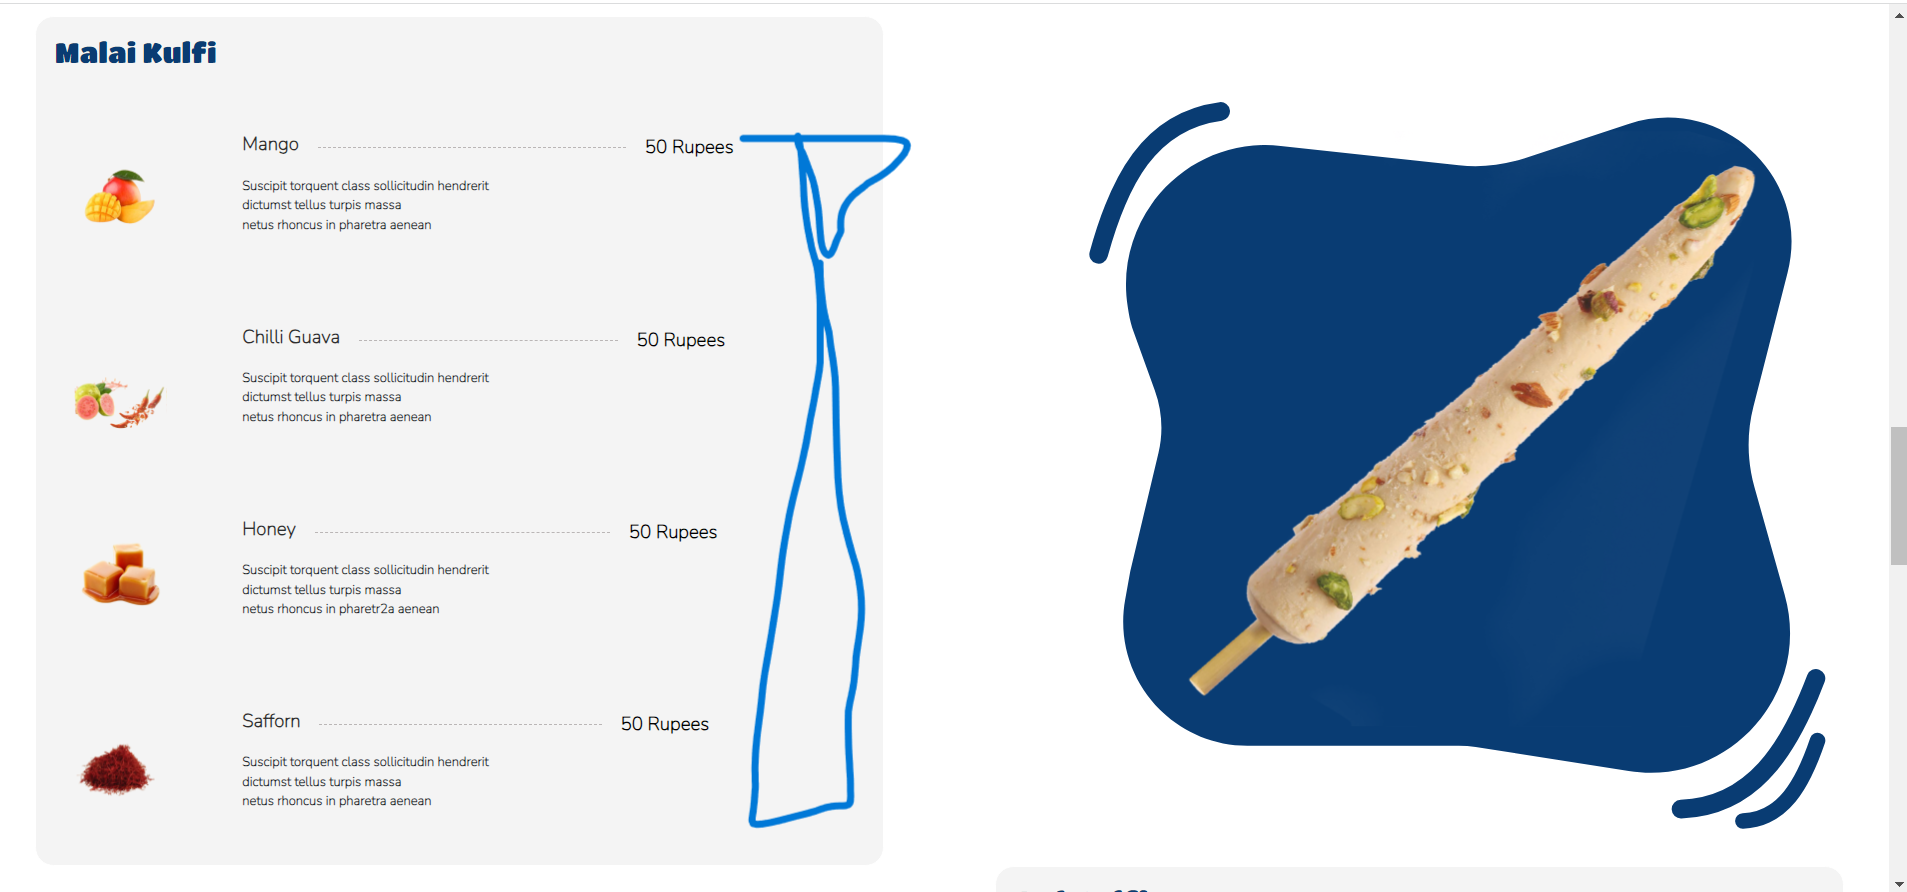 Malai Kulfi
Mango 50 Rupees
Suscipit torquent class sollicitudin hendrerit
dictumst tellus turpis massa
netus rhoncus in pharetra aenean
Chilli Guava 50 Rupees
Suscipit torquent class sollicitudin hendrerit
dictumst tellus turpis massa
netus rhoncus in pharetra aenean
Honey 50 Rupees
Suscipit torquent class sollicitudin hendrerit
dictumst tellus turpis massa
netus rhoncus in pharetr2a aenean
Safforn 50 Rupees
Suscipit torquent class sollicitudin hendrerit
dictumst tellus turpis massa
netus rhoncus in pharetra aenean